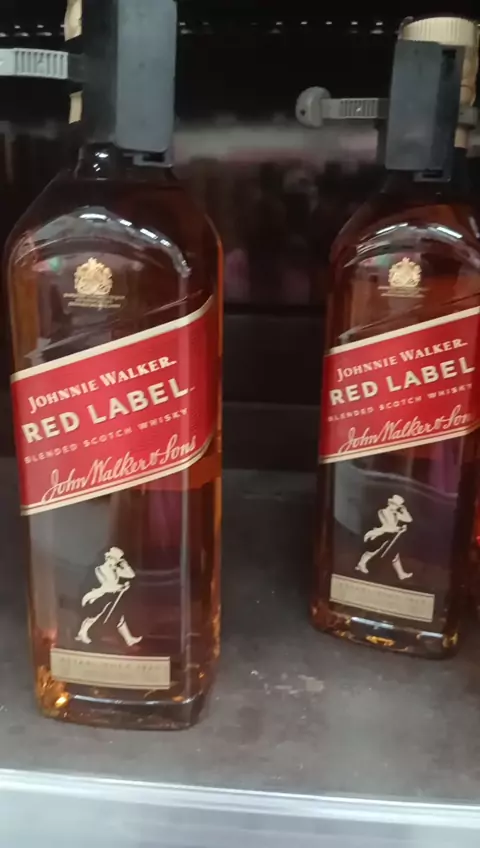 JOHNNIE WALKER.
RED LABEL
BLENDED SCOTCH WHISKY
John Walker & Sons
JOHNNIE WALKER.
RED LABEL
BLENDED SCOTCH WHISKY
John Walker & Sons